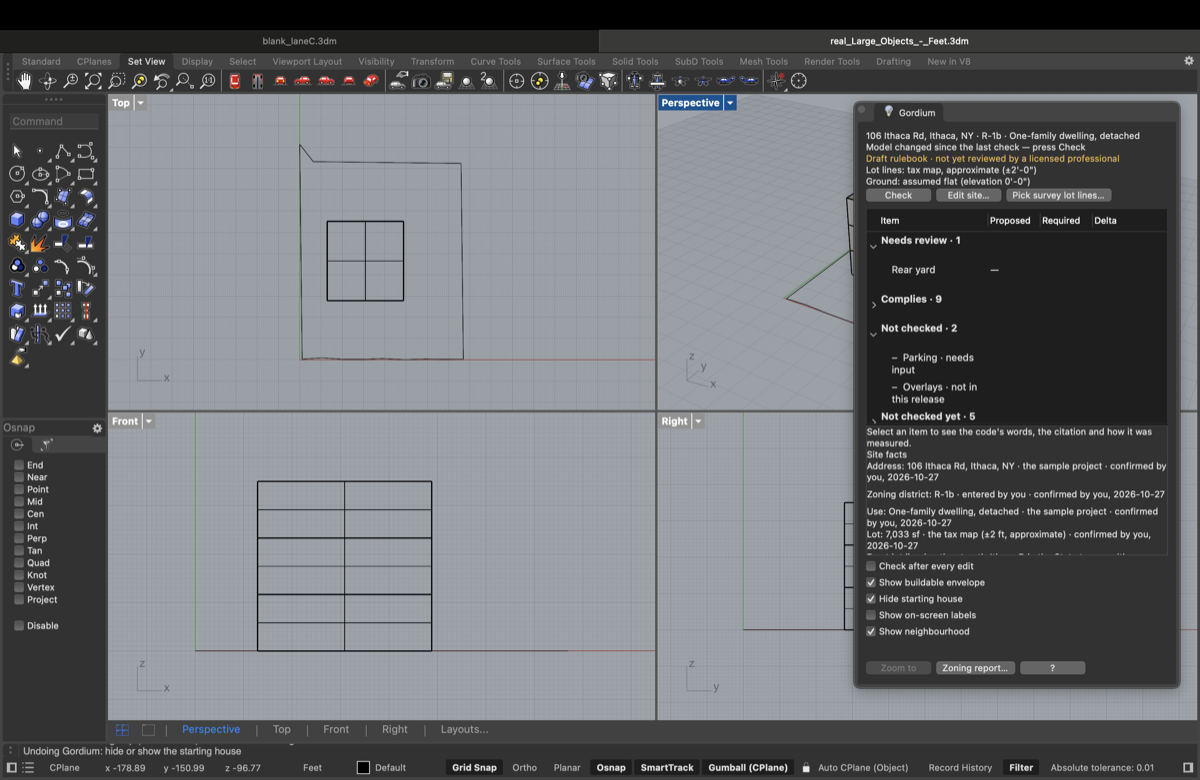 blank_laneC.3dm
real_Large_Objects_-_Feet.3dm
Standard CPlanes Set View Display Select Viewport Layout Visibility Transform Curve Tools Surface Tools Solid Tools SubD Tools Mesh Tools Render Tools Drafting New in V8
Command
Top
Perspective
Front
Right
y
x
z
y
x
z
x
z
y
Osnap
End
Near
Point
Mid
Cen
Int
Perp
Tan
Quad
Knot
Vertex
Project
Disable
Gordium
106 Ithaca Rd, Ithaca, NY · R-1b · One-family dwelling, detached
Model changed since the last check — press Check
Draft rulebook · not yet reviewed by a licensed professional
Lot lines: tax map, approximate (±2'-0")
Ground: assumed flat (elevation 0'-0")
Check Edit site... Pick survey lot lines...
Item Proposed Required Delta
Needs review · 1
Rear yard —
Complies · 9
Not checked · 2
– Parking · needs
input
– Overlays · not in
this release
Not checked yet · 5
Select an item to see the code's words, the citation and how it was
measured.
Site facts
Address: 106 Ithaca Rd, Ithaca, NY · the sample project · confirmed by
you, 2026-10-27
Zoning district: R-1b · entered by you · confirmed by you, 2026-10-27
Use: One-family dwelling, detached · the sample project · confirmed
by you, 2026-10-27
Lot: 7,033 sf · the tax map (±2 ft, approximate) · confirmed by you,
2026-10-27
Check after every edit
Show buildable envelope
Hide starting house
Show on-screen labels
Show neighbourhood
Zoom to Zoning report... ?
Perspective Top Front Right Layouts...
Undoing Gordium: hide or show the starting house
CPlane x -178.89 y -150.99 z -96.77 Feet Default Grid Snap Ortho Planar Osnap SmartTrack Gumball (CPlane) Auto CPlane (Object) Record History Filter Absolute tolerance: 0.01